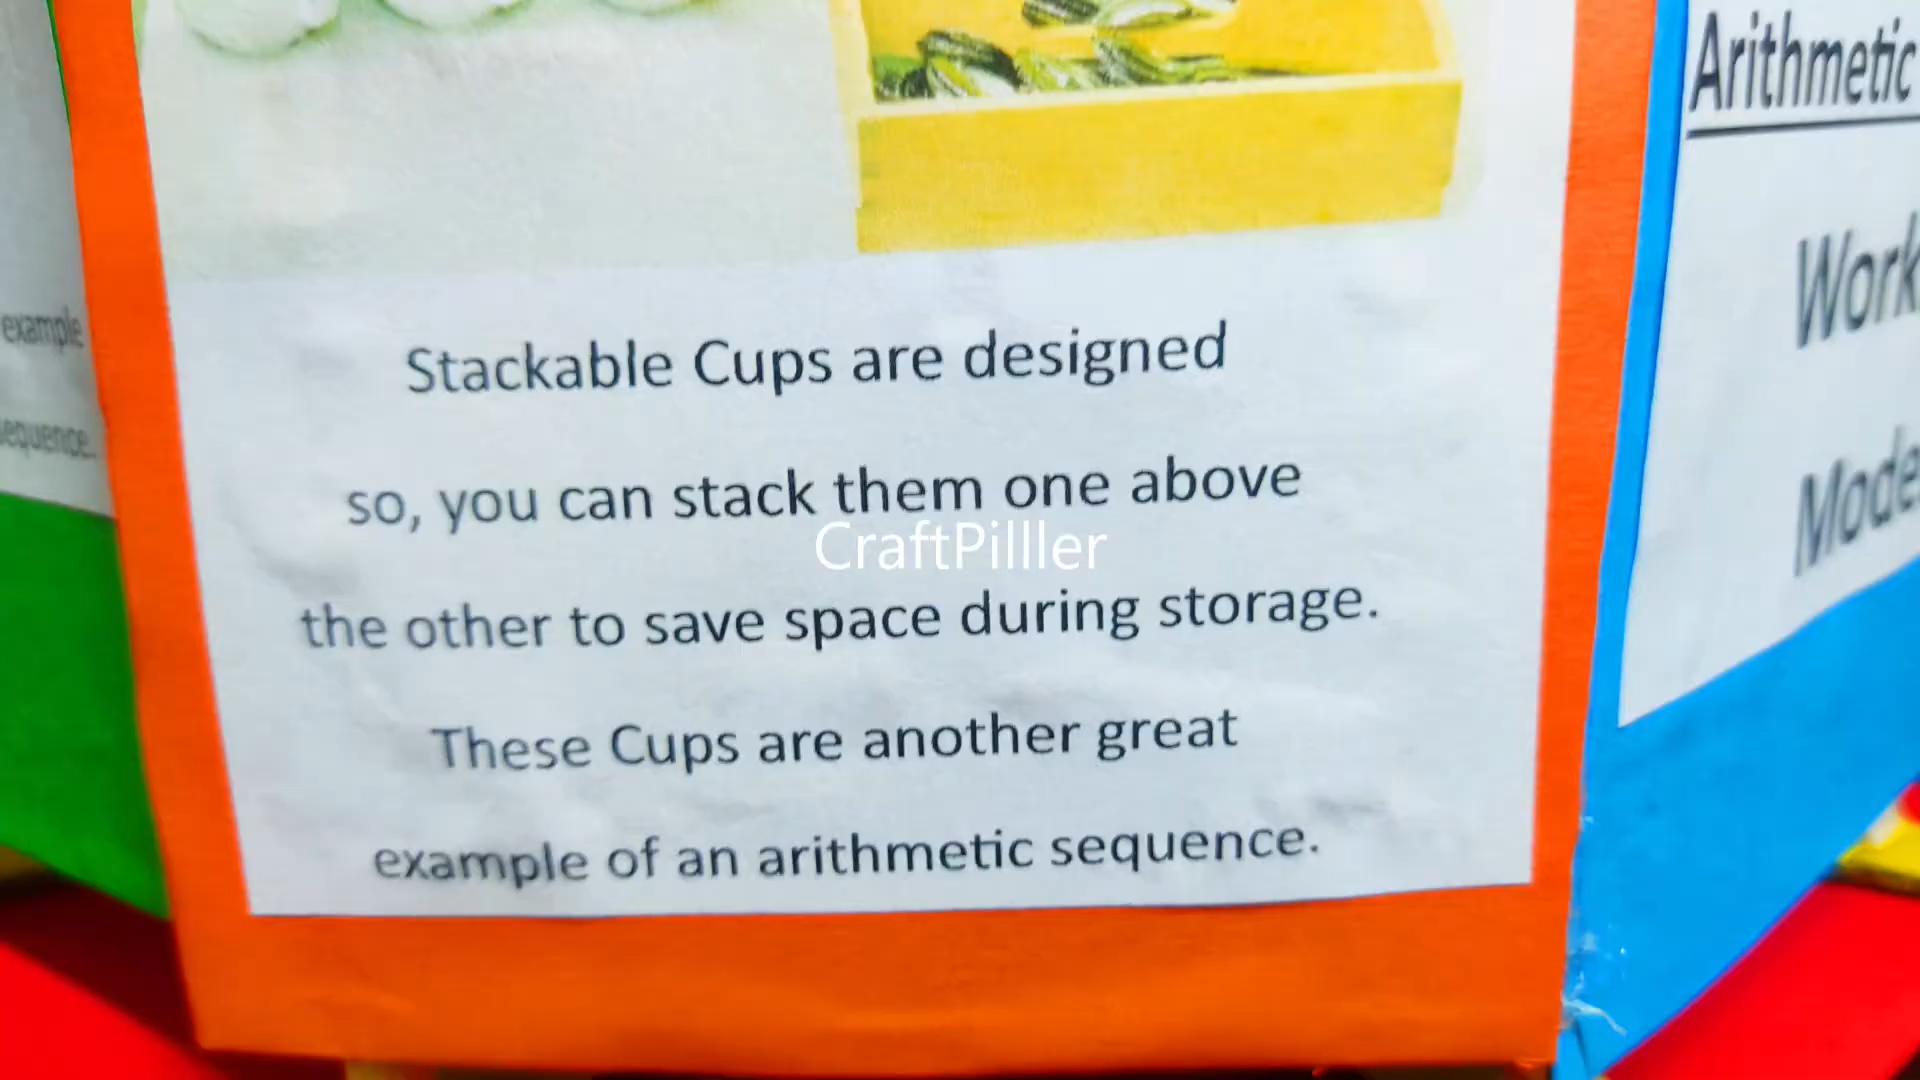 example
sequence.
Stackable Cups are designed
so, you can stack them one above
the other to save space during storage.
These Cups are another great
example of an arithmetic sequence.
CraftPilller
Arithmetic
Work
Mode